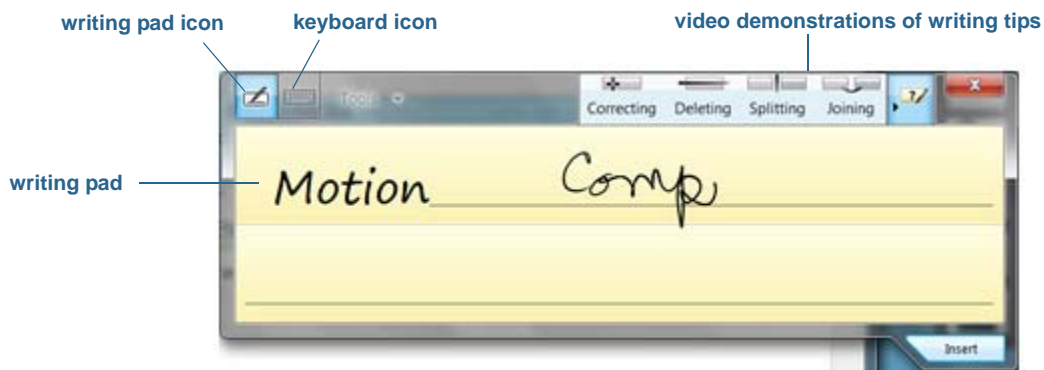 writing pad icon keyboard icon video demonstrations of writing tips
Tools
Correcting Deleting Splitting Joining
writing pad Motion Comp
Insert